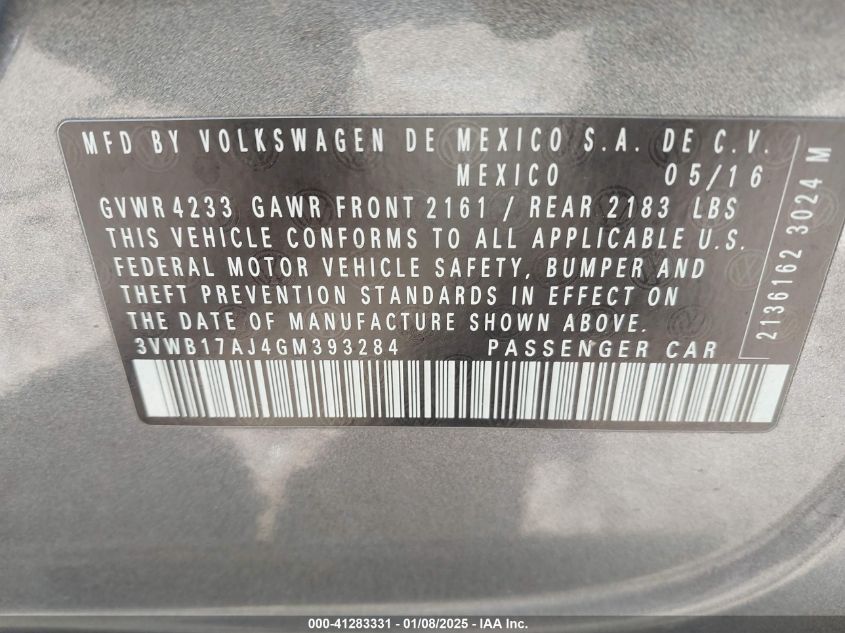 MFD BY VOLKSWAGEN DE MEXICO S.A. DE C.V.
MEXICO 05/16
GVWR 4233 GAWR FRONT 2161 / REAR 2183 LBS
THIS VEHICLE CONFORMS TO ALL APPLICABLE U.S.
FEDERAL MOTOR VEHICLE SAFETY, BUMPER AND
THEFT PREVENTION STANDARDS IN EFFECT ON
THE DATE OF MANUFACTURE SHOWN ABOVE.
3VWB17AJ4GM393284 PASSENGER CAR
2136162 3024 M
000-41283331 - 01/08/2025 - IAA Inc.